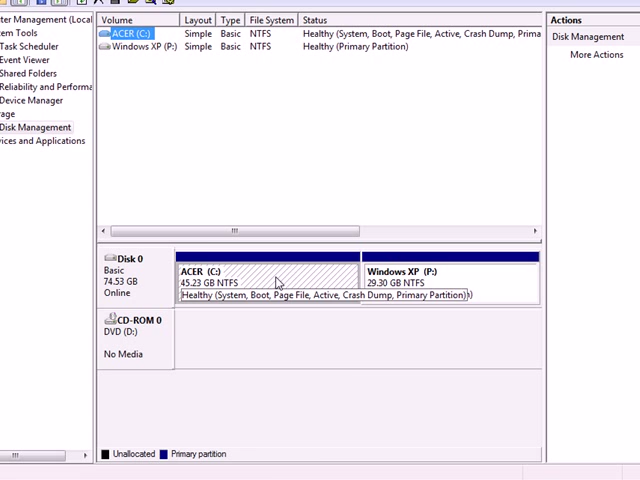 Volume Layout Type File System Status
ACER (C:) Simple Basic NTFS Healthy (System, Boot, Page File, Active, Crash Dump, Prima
Windows XP (P:) Simple Basic NTFS Healthy (Primary Partition)
ter Management (Local
em Tools
Task Scheduler
Event Viewer
Shared Folders
Reliability and Performa
Device Manager
rage
Disk Management
ices and Applications
Disk 0
Basic
74.53 GB
Online
ACER (C:)
45.23 GB NTFS
Healthy (System, Boot, Page File, Active, Crash Dump, Primary Partition)
Windows XP (P:)
29.30 GB NTFS
CD-ROM 0
DVD (D:)
No Media
Unallocated Primary partition
Actions
Disk Management
More Actions